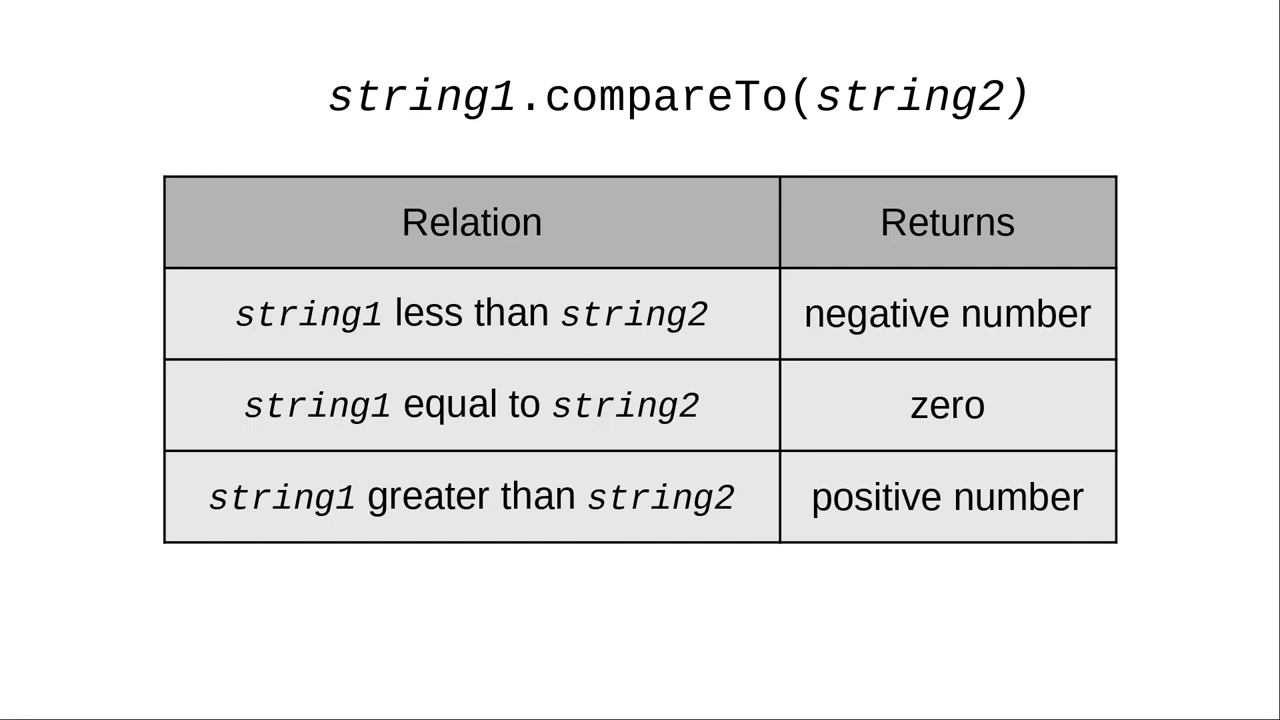 string1.compareTo(string2)
Relation Returns
string1 less than string2 negative number
string1 equal to string2 zero
string1 greater than string2 positive number